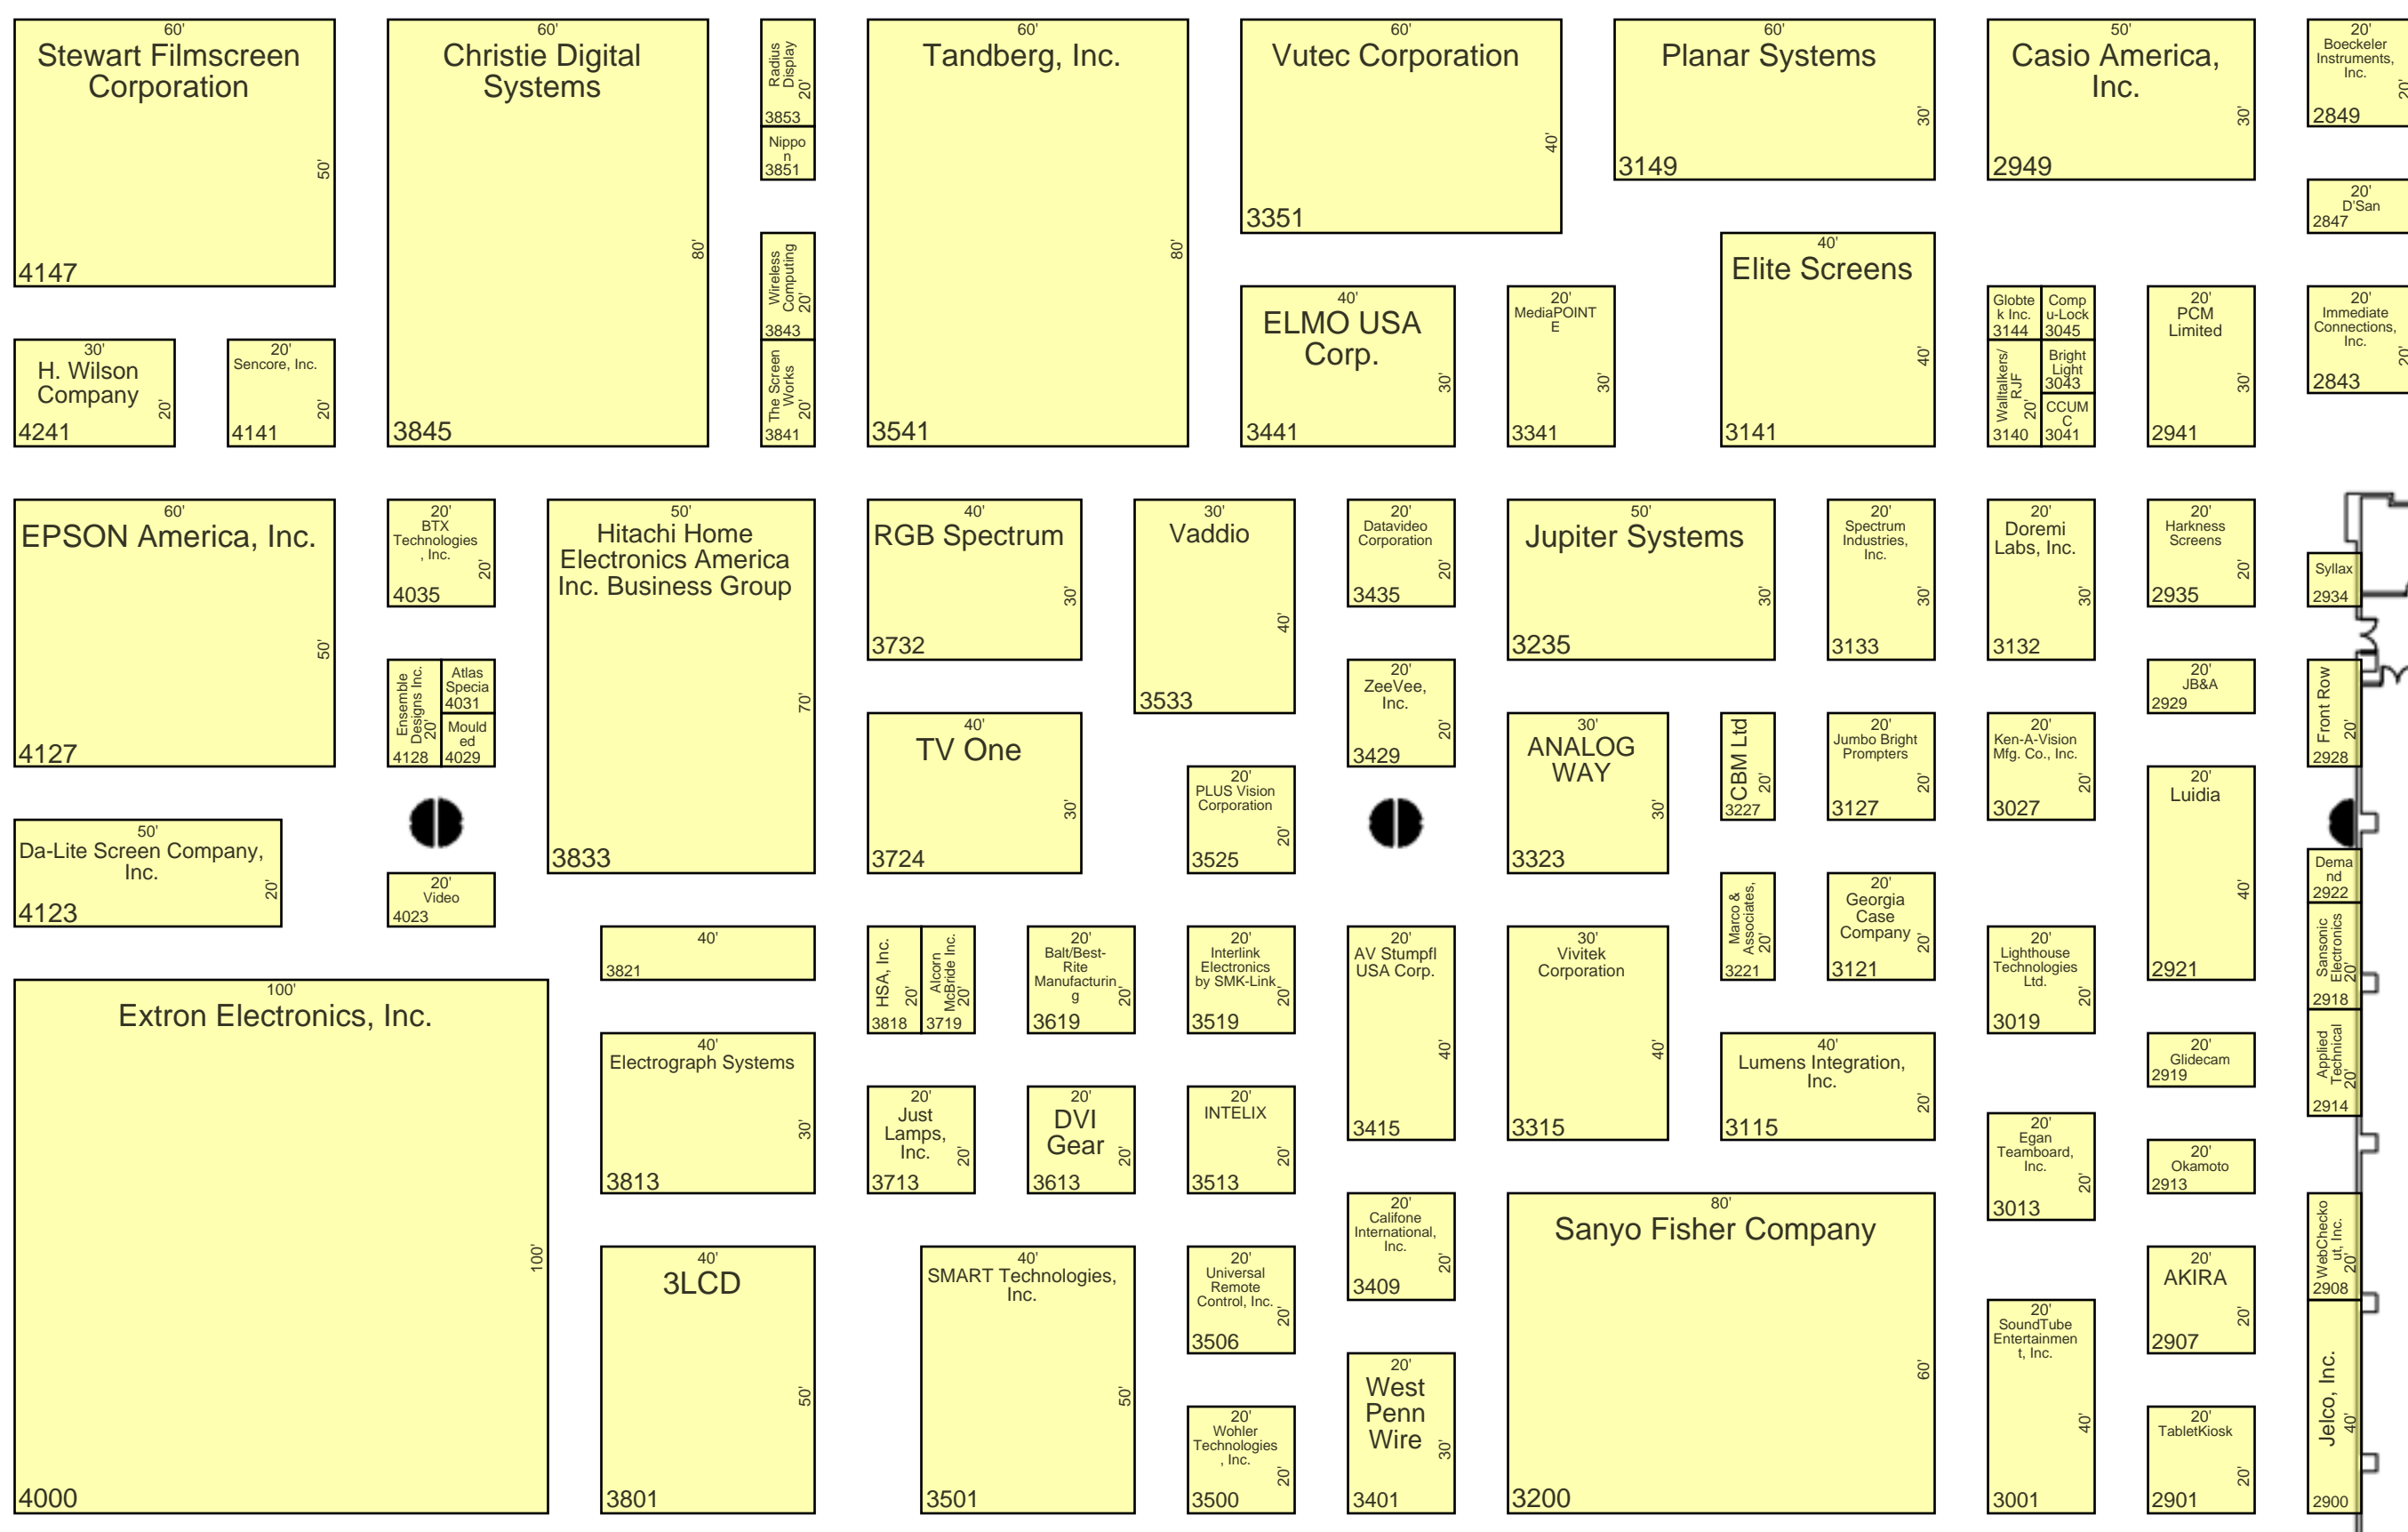 60'
Stewart Filmscreen
Corporation
50'
4147
60'
Christie Digital
Systems
80'
3845
Radius
Display
20'
3853
Nippo
n
3851
60'
Tandberg, Inc.
80'
3541
60'
Vutec Corporation
40'
3351
60'
Planar Systems
30'
3149
50'
Casio America,
Inc.
30'
2949
20'
Boeckeler
Instruments,
Inc.
20'
2849
20'
D'San
2847
Wireless
Computing
20'
3843
The Screen
Works
20'
3841
40'
Elite Screens
40'
3141
30'
H. Wilson
Company
20'
4241
20'
Sencore, Inc.
20'
4141
40'
ELMO USA
Corp.
30'
3441
20'
MediaPOINT
E
30'
3341
Globte
k Inc.
3144
Comp
u-Lock
3045
Walltalkers/
RJF
20'
3140
Bright
Light
3043
CCUM
C
3041
20'
PCM
Limited
30'
2941
20'
Immediate
Connections,
Inc.
20'
2843
60'
EPSON America, Inc.
50'
4127
20'
BTX
Technologies
, Inc.
20'
4035
50'
Hitachi Home
Electronics America
Inc. Business Group
70'
3833
40'
RGB Spectrum
30'
3732
30'
Vaddio
40'
3533
20'
Datavideo
Corporation
20'
3435
50'
Jupiter Systems
30'
3235
20'
Spectrum
Industries,
Inc.
30'
3133
20'
Doremi
Labs, Inc.
30'
3132
20'
Harkness
Screens
20'
2935
Syllax
2934
Ensemble
Designs Inc.
20'
4128
Atlas
Specia
4031
Mould
ed
4029
20'
ZeeVee,
Inc.
20'
3429
20'
JB&A
2929
Front Row
20'
2928
40'
TV One
30'
3724
20'
PLUS Vision
Corporation
20'
3525
30'
ANALOG
WAY
30'
3323
CBM Ltd
20'
3227
20'
Jumbo Bright
Prompters
20'
3127
20'
Ken-A-Vision
Mfg. Co., Inc.
20'
3027
20'
Luidia
40'
2921
50'
Da-Lite Screen Company,
Inc.
20'
4123
20'
Video
4023
Marco &
Associates,
20'
3221
20'
Georgia
Case
Company
20'
3121
Dema
nd
2922
Sansonic
Electronics
20'
2918
40'
3821
HSA, Inc.
20'
3818
Alcorn
McBride Inc.
20'
3719
20'
Balt/Best-
Rite
Manufacturin
g
20'
3619
20'
Interlink
Electronics
by SMK-Link
20'
3519
20'
AV Stumpfl
USA Corp.
40'
3415
30'
Vivitek
Corporation
40'
3315
20'
Lighthouse
Technologies
Ltd.
20'
3019
100'
Extron Electronics, Inc.
100'
4000
40'
Electrograph Systems
30'
3813
20'
Just
Lamps,
Inc.
20'
3713
20'
DVI
Gear
20'
3613
20'
INTELIX
20'
3513
40'
Lumens Integration,
Inc.
20'
3115
20'
Glidecam
2919
Applied
Technical
20'
2914
20'
Egan
Teamboard,
Inc.
20'
3013
20'
Okamoto
2913
20'
Califone
International,
Inc.
20'
3409
80'
Sanyo Fisher Company
60'
3200
WebChecko
ut, Inc.
20'
2908
40'
3LCD
50'
3801
40'
SMART Technologies,
Inc.
50'
3501
20'
Universal
Remote
Control, Inc.
20'
3506
20'
AKIRA
20'
2907
20'
SoundTube
Entertainmen
t, Inc.
40'
3001
Jelco, Inc.
40'
2900
20'
West
Penn
Wire
30'
3401
20'
Wohler
Technologies
, Inc.
20'
3500
20'
TabletKiosk
20'
2901